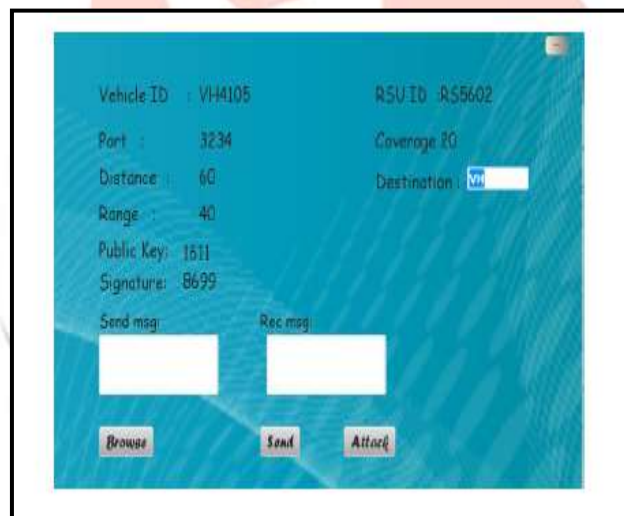 Vehicle ID : VH4105 RSU ID :RS5602
Port : 3234 Coverage 20
Distance : 60 Destination : VH
Range : 40
Public Key: 1611
Signature: 8699
Send msg: Rec msg:
Browse Send Attack